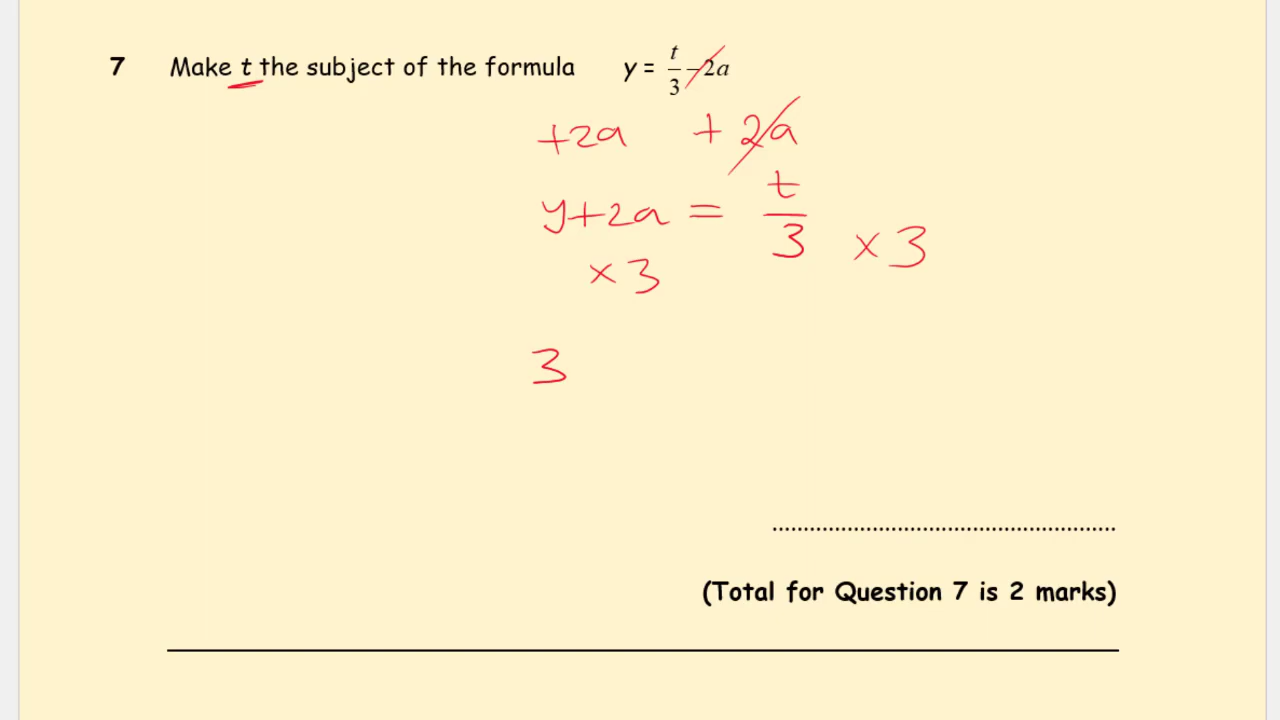 7 Make t the subject of the formula y = t/3 - 2a
+2a + 2a
y+2a = t/3 × 3
× 3
3
........................................................
(Total for Question 7 is 2 marks)